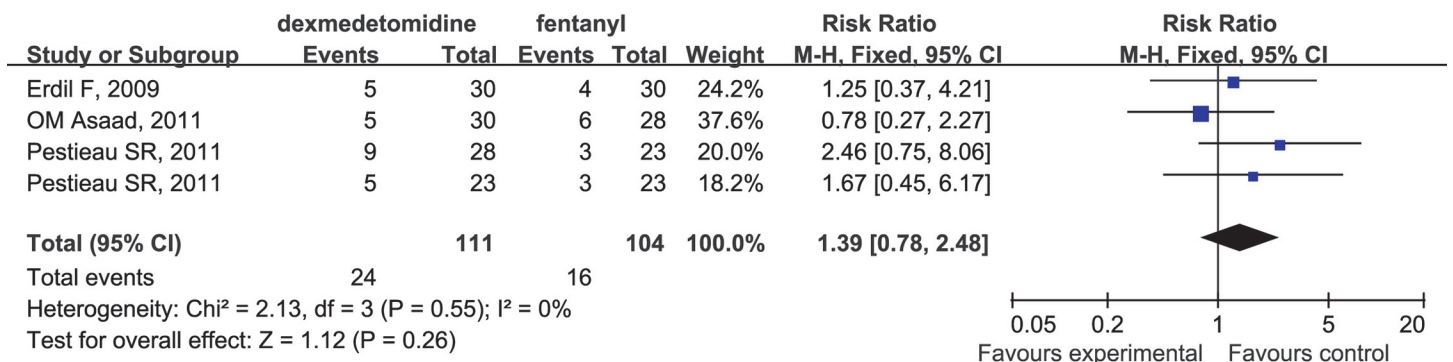 dexmedetomidine fentanyl Risk Ratio Risk Ratio
Study or Subgroup Events Total Events Total Weight M-H, Fixed, 95% CI M-H, Fixed, 95% CI
Erdil F, 2009 5 30 4 30 24.2% 1.25 [0.37, 4.21]
OM Asaad, 2011 5 30 6 28 37.6% 0.78 [0.27, 2.27]
Pestieau SR, 2011 9 28 3 23 20.0% 2.46 [0.75, 8.06]
Pestieau SR, 2011 5 23 3 23 18.2% 1.67 [0.45, 6.17]
Total (95% CI) 111 104 100.0% 1.39 [0.78, 2.48]
Total events 24 16
Heterogeneity: Chi² = 2.13, df = 3 (P = 0.55); I² = 0%
Test for overall effect: Z = 1.12 (P = 0.26)
0.05 0.2 1 5 20
Favours experimental Favours control